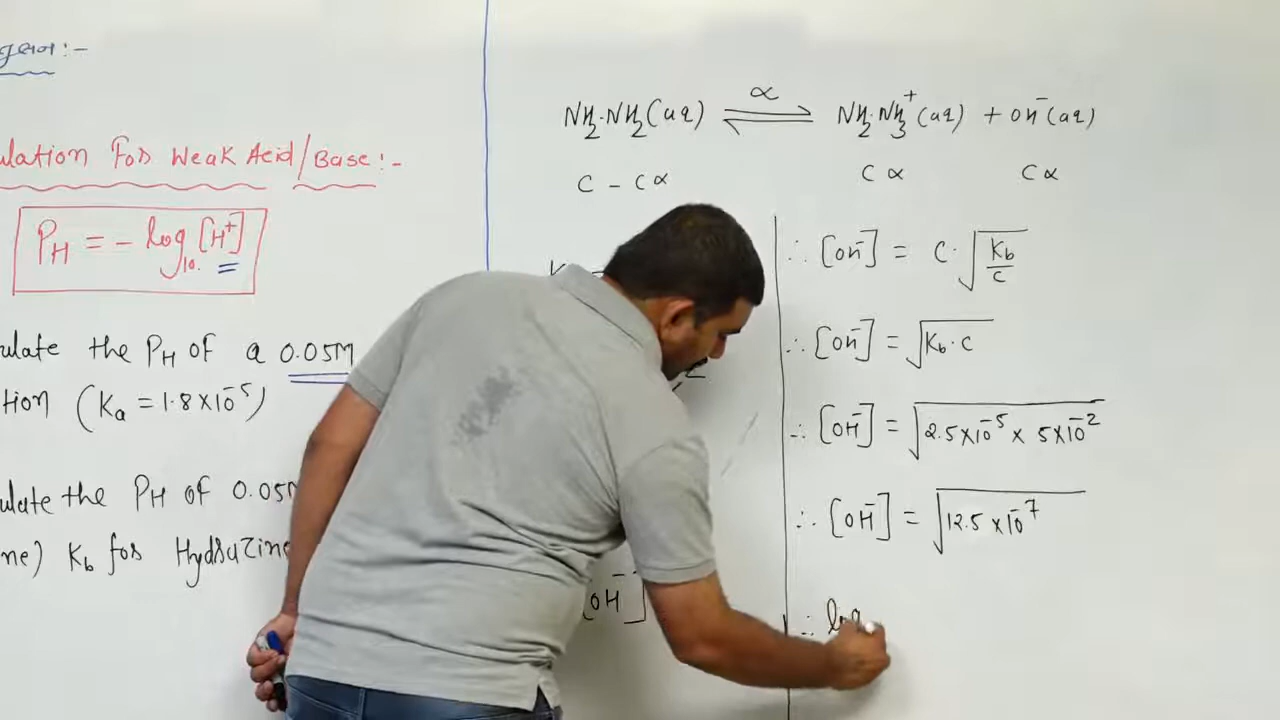 :-
ulation For Weak Acid/Base:-
PH = - log10. [H+]
ulate the PH of a 0.05M
tion (Ka = 1.8×10-5)
ulate the PH of 0.05
ne) Kb for Hydrazine
NH2.NH2(aq) ⇌ α NH2.NH3+(aq) + OH-(aq)
C - Cα Cα Cα
∴ [OH-] = C.√Kb/C
∴ [OH-] = √Kb.C
∴ [OH-] = √2.5×10-5 × 5×10-2
∴ [OH-] = √12.5×10-7
[OH-]
∴ log